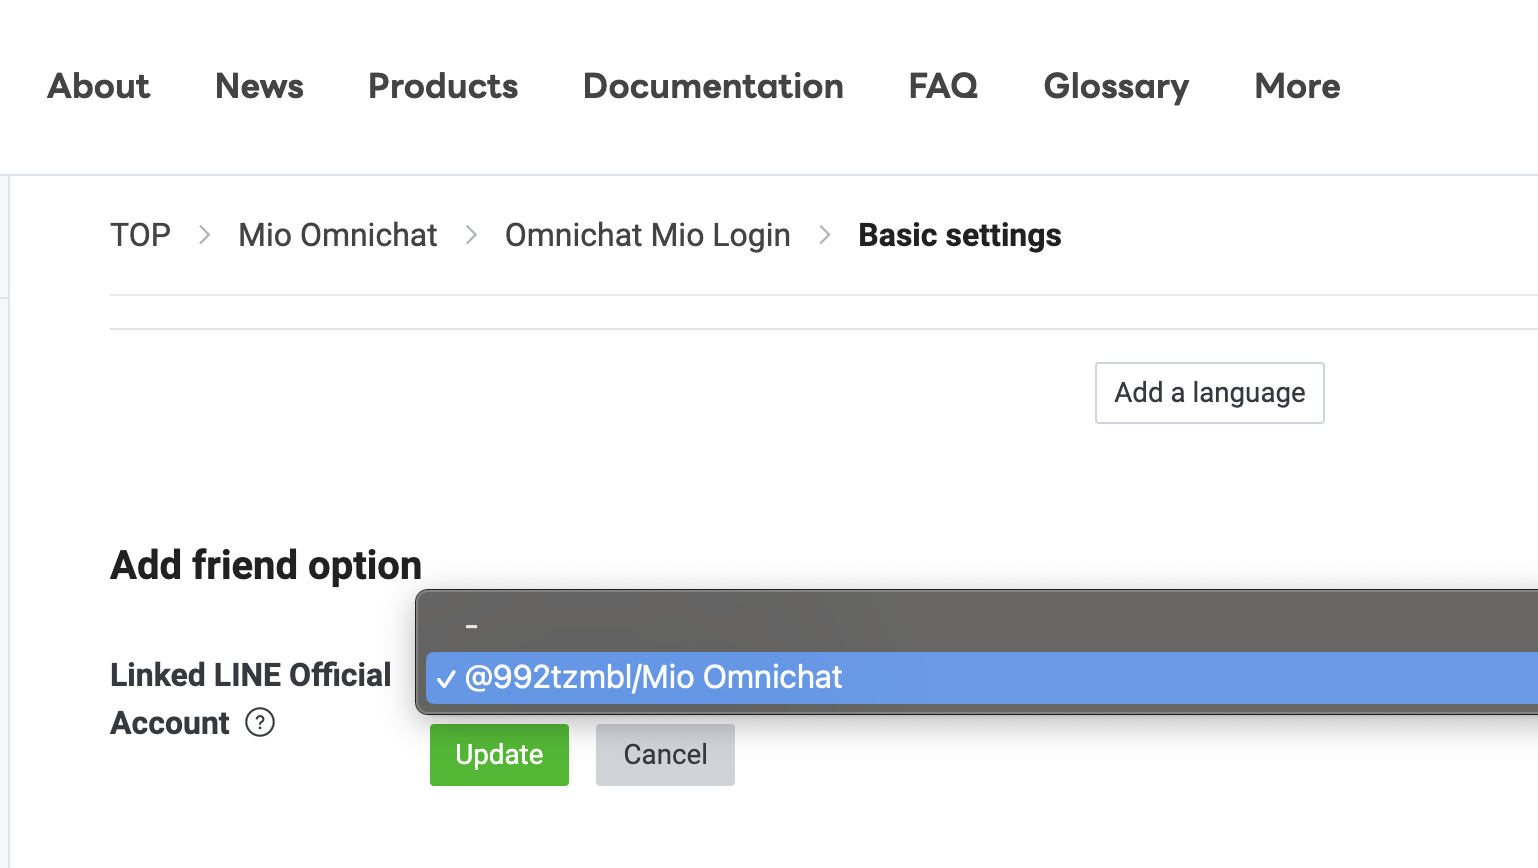 About News Products Documentation FAQ Glossary More
TOP > Mio Omnichat > Omnichat Mio Login > Basic settings
Add a language
Add friend option
-
Linked LINE Official
Account ?
✓ @992tzmbl/Mio Omnichat
Update Cancel